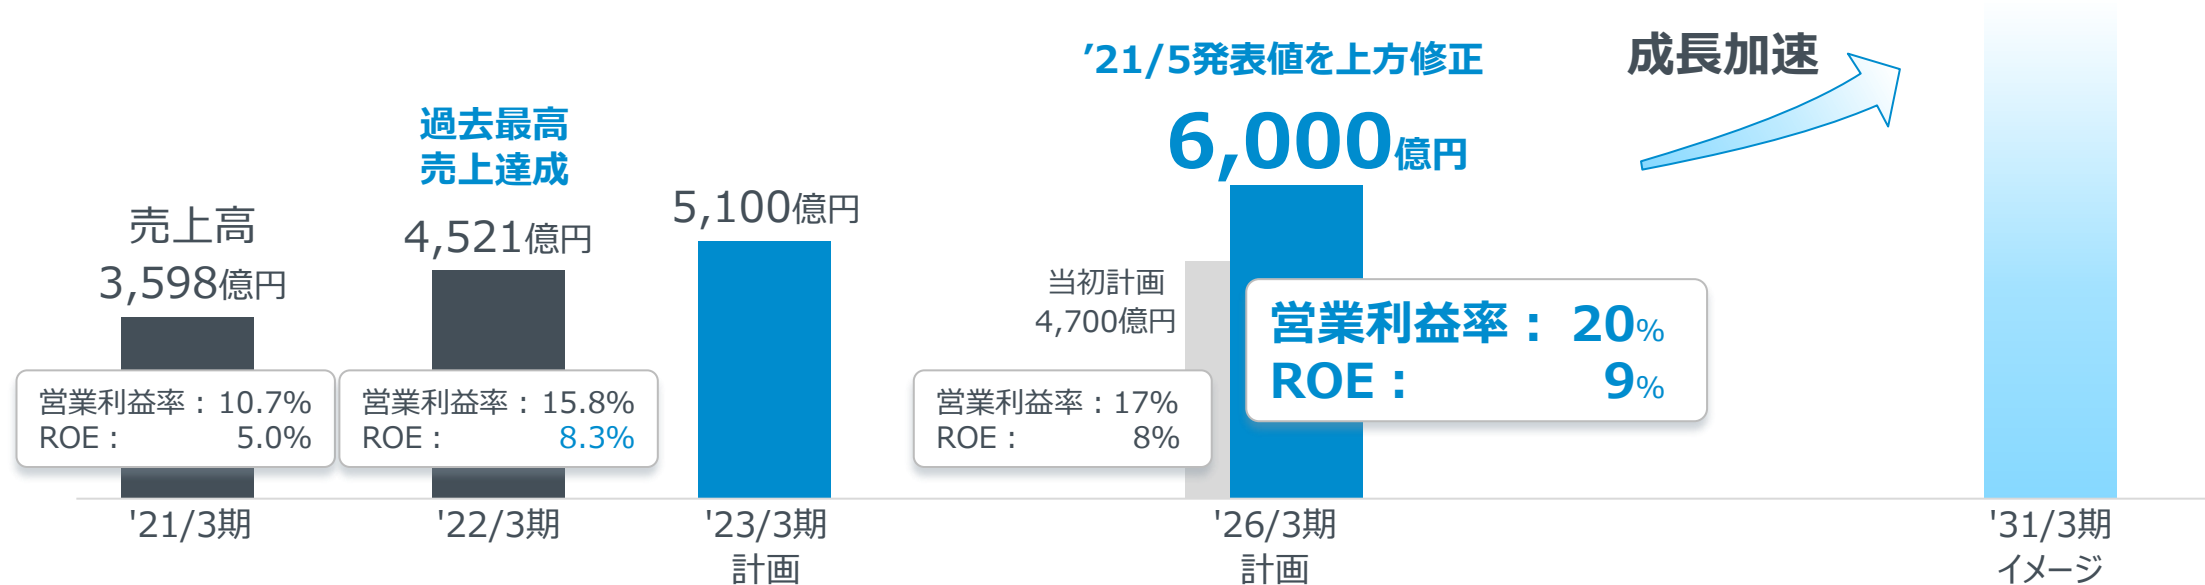 ’21/5発表値を上方修正
成長加速
過去最高
売上達成
6,000億円
売上高
3,598億円
4,521億円
5,100億円
当初計画
4,700億円
営業利益率： 20%
ROE： 9%
営業利益率：10.7%
ROE： 5.0%
営業利益率：15.8%
ROE： 8.3%
営業利益率：17%
ROE： 8%
'21/3期
'22/3期
'23/3期
計画
'26/3期
計画
'31/3期
イメージ